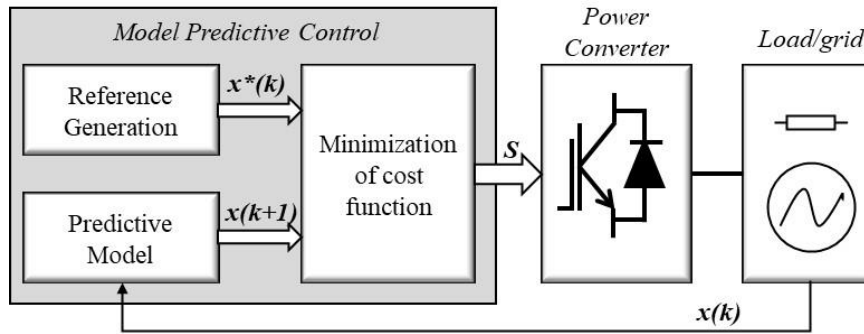 Model Predictive Control
Reference
Generation
x*(k)
Predictive
Model
x(k+1)
Minimization
of cost
function
S
Power
Converter
Load/grid
x(k)